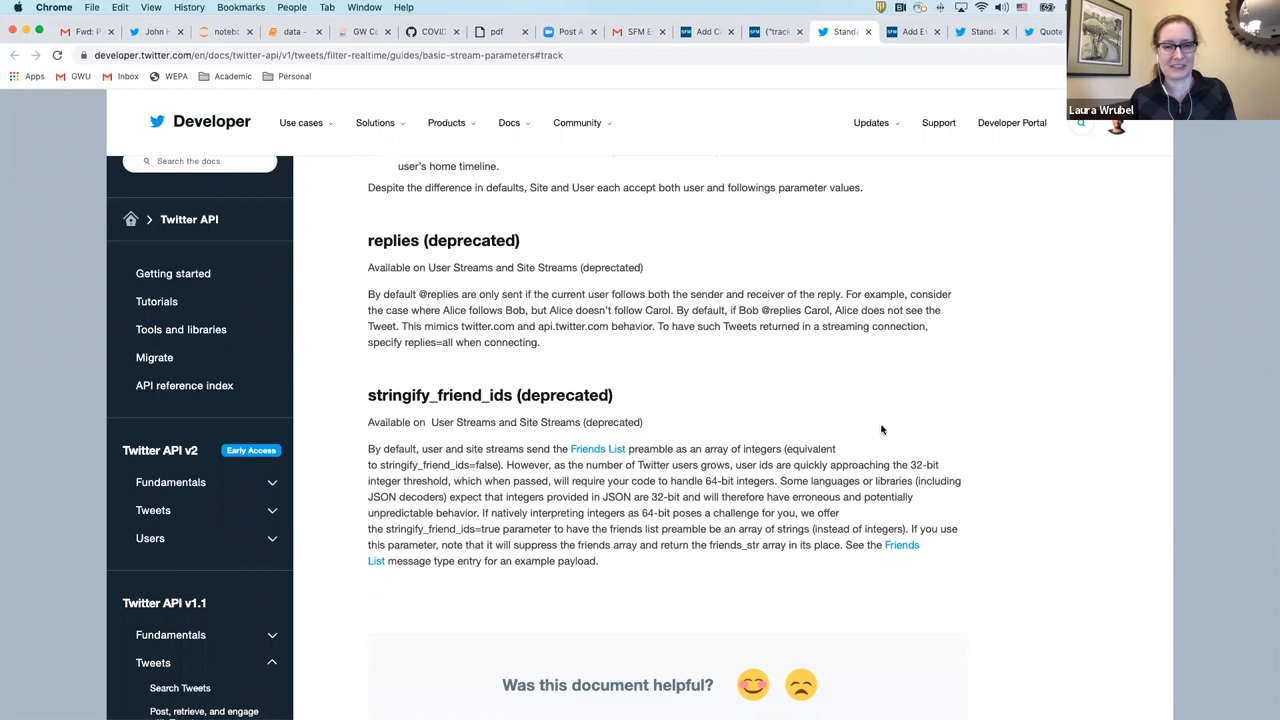 Chrome File Edit View History Bookmarks People Tab Window Help
Fwd: P John H noteb data - GW Co COVID pdf Post A SFM E Add C {"track Standa Add E Standa Quote
developer.twitter.com/en/docs/twitter-api/v1/tweets/filter-realtime/guides/basic-stream-parameters#track
Apps GWU Inbox WEPA Academic Personal
Laura Wrubel
Developer Use cases Solutions Products Docs Community Updates Support Developer Portal
Search the docs
Twitter API
Getting started
Tutorials
Tools and libraries
Migrate
API reference index
Twitter API v2 Early Access
Fundamentals
Tweets
Users
Twitter API v1.1
Fundamentals
Tweets
Search Tweets
Post, retrieve, and engage
user's home timeline.
Despite the difference in defaults, Site and User each accept both user and followings parameter values.
replies (deprecated)
Available on User Streams and Site Streams (deprctated)
By default @replies are only sent if the current user follows both the sender and receiver of the reply. For example, consider
the case where Alice follows Bob, but Alice doesn't follow Carol. By default, if Bob @replies Carol, Alice does not see the
Tweet. This mimics twitter.com and api.twitter.com behavior. To have such Tweets returned in a streaming connection,
specify replies=all when connecting.
stringify_friend_ids (deprecated)
Available on User Streams and Site Streams (deprecated)
By default, user and site streams send the Friends List preamble as an array of integers (equivalent
to stringify_friend_ids=false). However, as the number of Twitter users grows, user ids are quickly approaching the 32-bit
integer threshold, which when passed, will require your code to handle 64-bit integers. Some languages or libraries (including
JSON decoders) expect that integers provided in JSON are 32-bit and will therefore have erroneous and potentially
unpredictable behavior. If natively interpreting integers as 64-bit poses a challenge for you, we offer
the stringify_friend_ids=true parameter to have the friends list preamble be an array of strings (instead of integers). If you use
this parameter, note that it will suppress the friends array and return the friends_str array in its place. See the Friends
List message type entry for an example payload.
Was this document helpful?